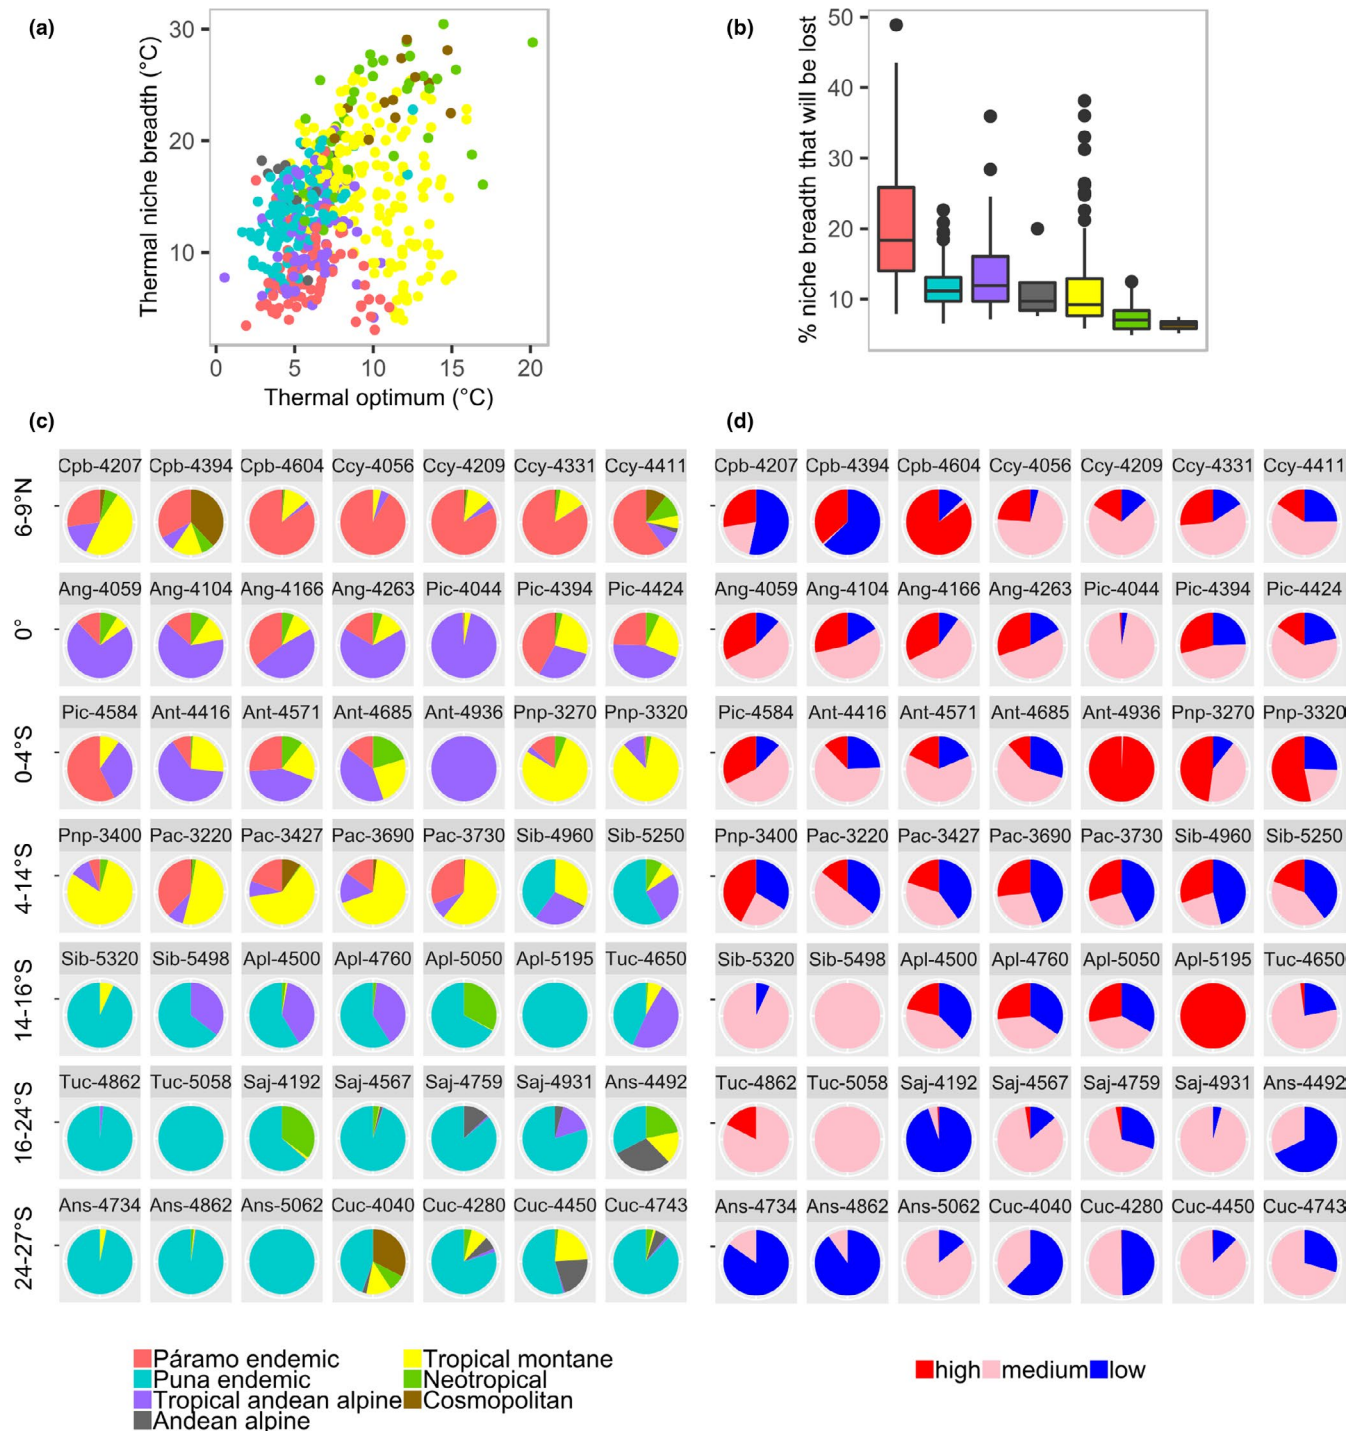 (a)
Thermal niche breadth (°C)
30
20
10
0 5 10 15 20
Thermal optimum (°C)
(b)
% niche breadth that will be lost
50
40
30
20
10
(c)
6-9°N
Cpb-4207 Cpb-4394 Cpb-4604 Ccy-4056 Ccy-4209 Ccy-4331 Ccy-4411
0°
Ang-4059 Ang-4104 Ang-4166 Ang-4263 Pic-4044 Pic-4394 Pic-4424
0-4°S
Pic-4584 Ant-4416 Ant-4571 Ant-4685 Ant-4936 Pnp-3270 Pnp-3320
4-14°S
Pnp-3400 Pac-3220 Pac-3427 Pac-3690 Pac-3730 Sib-4960 Sib-5250
14-16°S
Sib-5320 Sib-5498 Apl-4500 Apl-4760 Apl-5050 Apl-5195 Tuc-4650
16-24°S
Tuc-4862 Tuc-5058 Saj-4192 Saj-4567 Saj-4759 Saj-4931 Ans-4492
24-27°S
Ans-4734 Ans-4862 Ans-5062 Cuc-4040 Cuc-4280 Cuc-4450 Cuc-4743
Páramo endemic
Puna endemic
Tropical andean alpine
Andean alpine
Tropical montane
Neotropical
Cosmopolitan
(d)
Cpb-4207 Cpb-4394 Cpb-4604 Ccy-4056 Ccy-4209 Ccy-4331 Ccy-4411
Ang-4059 Ang-4104 Ang-4166 Ang-4263 Pic-4044 Pic-4394 Pic-4424
Pic-4584 Ant-4416 Ant-4571 Ant-4685 Ant-4936 Pnp-3270 Pnp-3320
Pnp-3400 Pac-3220 Pac-3427 Pac-3690 Pac-3730 Sib-4960 Sib-5250
Sib-5320 Sib-5498 Apl-4500 Apl-4760 Apl-5050 Apl-5195 Tuc-4650
Tuc-4862 Tuc-5058 Saj-4192 Saj-4567 Saj-4759 Saj-4931 Ans-4492
Ans-4734 Ans-4862 Ans-5062 Cuc-4040 Cuc-4280 Cuc-4450 Cuc-4743
high medium low